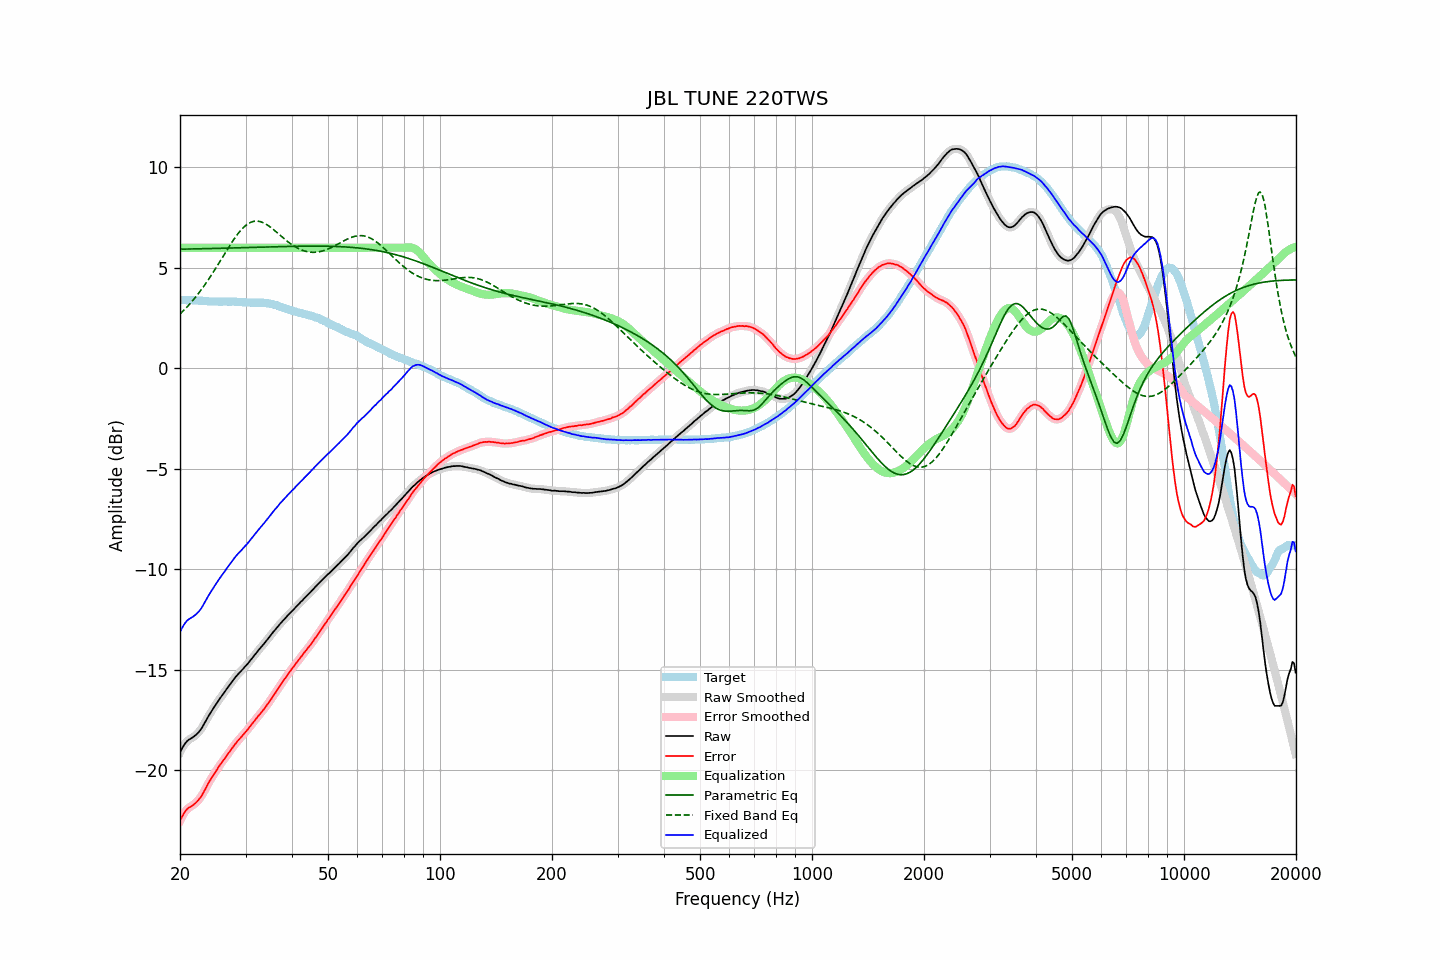 JBL TUNE 220TWS
Amplitude (dBr)
10
5
0
−5
−10
−15
−20
Target
Raw Smoothed
Error Smoothed
Raw
Error
Equalization
Parametric Eq
Fixed Band Eq
Equalized
20 50 100 200 500 1000 2000 5000 10000 20000
Frequency (Hz)